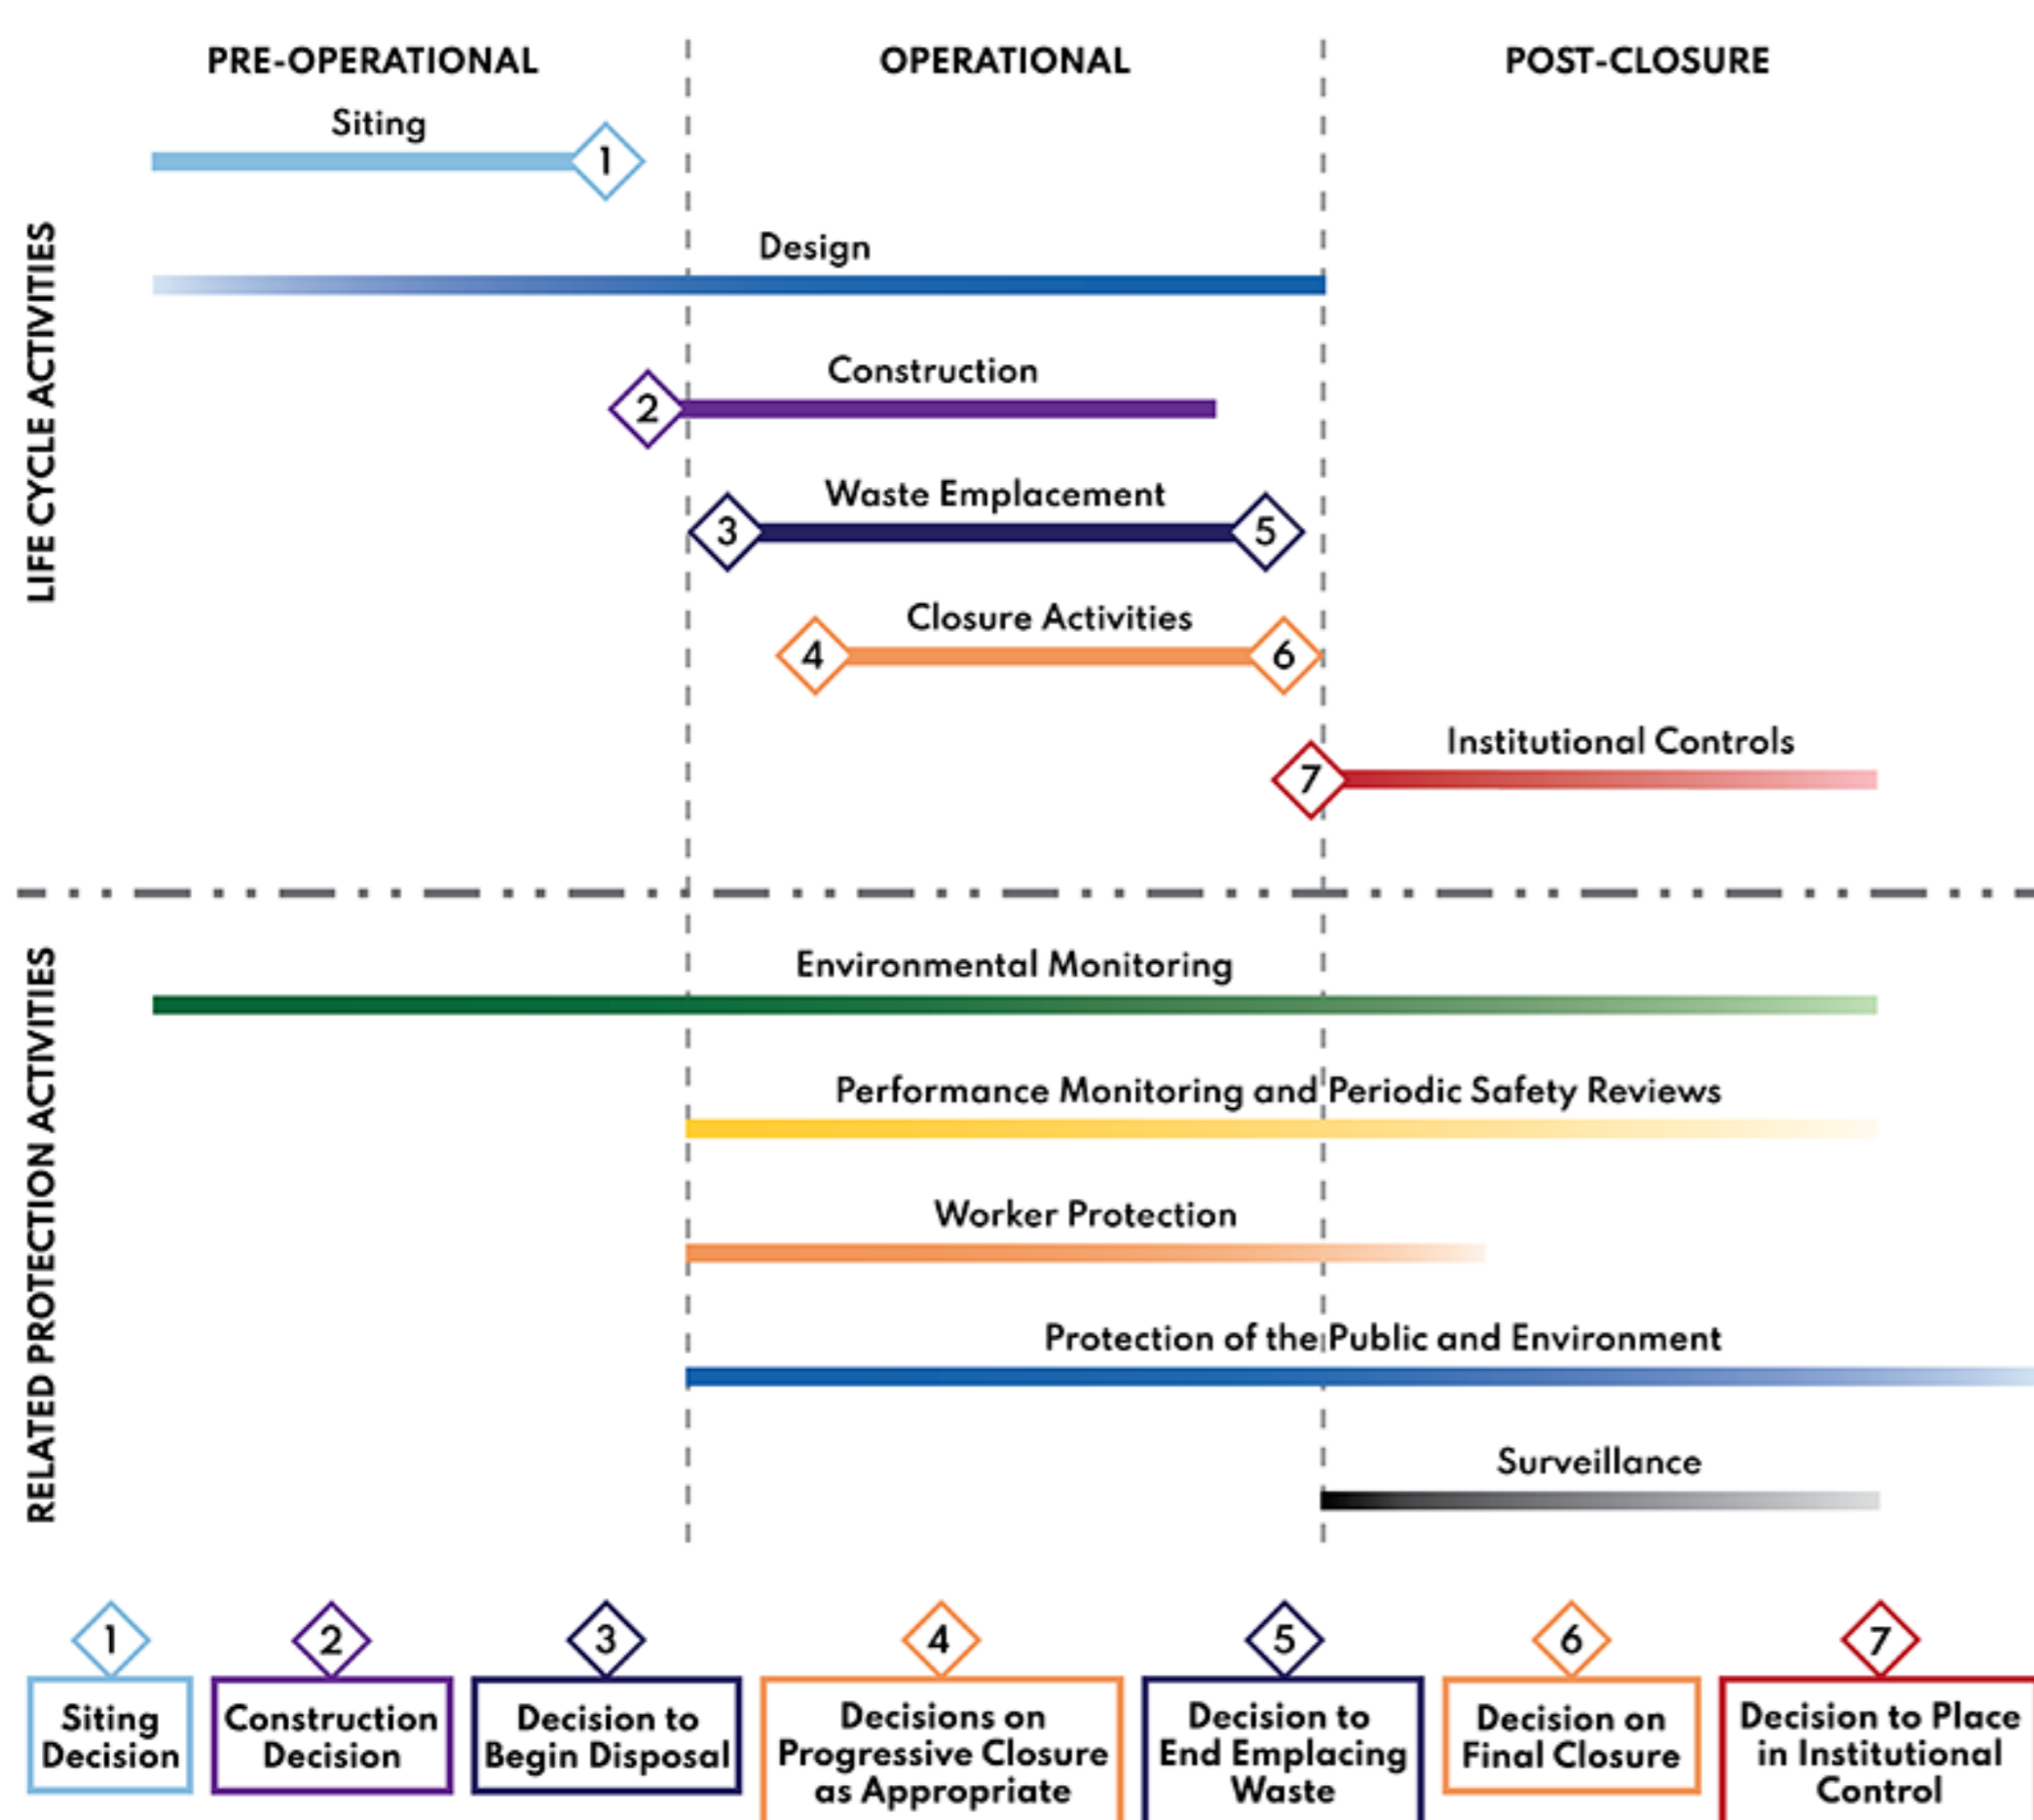 PRE-OPERATIONAL
OPERATIONAL
POST-CLOSURE
LIFE CYCLE ACTIVITIES
Siting
1
Design
Construction
2
Waste Emplacement
3
5
Closure Activities
4
6
Institutional Controls
7
RELATED PROTECTION ACTIVITIES
Environmental Monitoring
Performance Monitoring and Periodic Safety Reviews
Worker Protection
Protection of the Public and Environment
Surveillance
1
Siting
Decision
2
Construction
Decision
3
Decision to
Begin Disposal
4
Decisions on
Progressive Closure
as Appropriate
5
Decision to
End Emplacing
Waste
6
Decision on
Final Closure
7
Decision to Place
in Institutional
Control